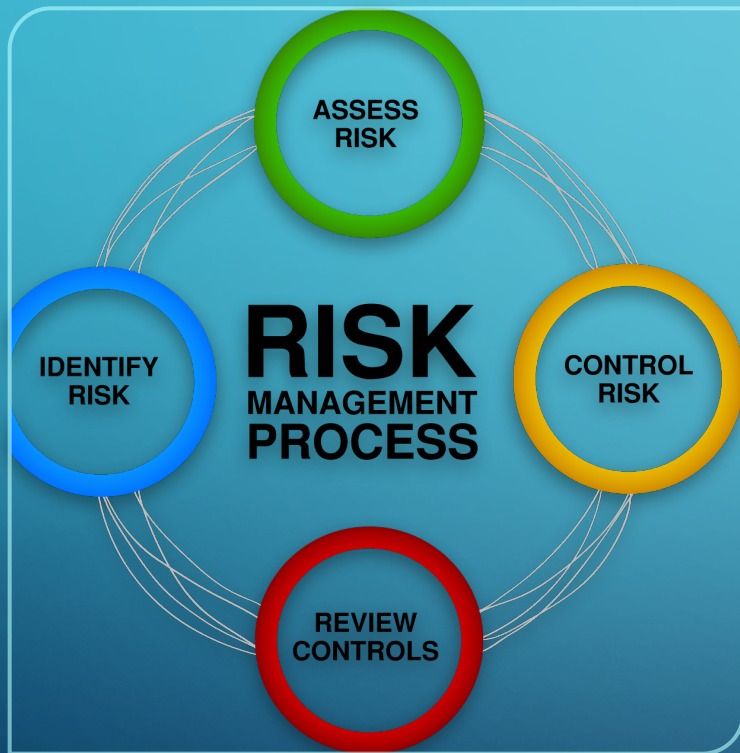 ASSESS
RISK
IDENTIFY
RISK
RISK
MANAGEMENT
PROCESS
CONTROL
RISK
REVIEW
CONTROLS